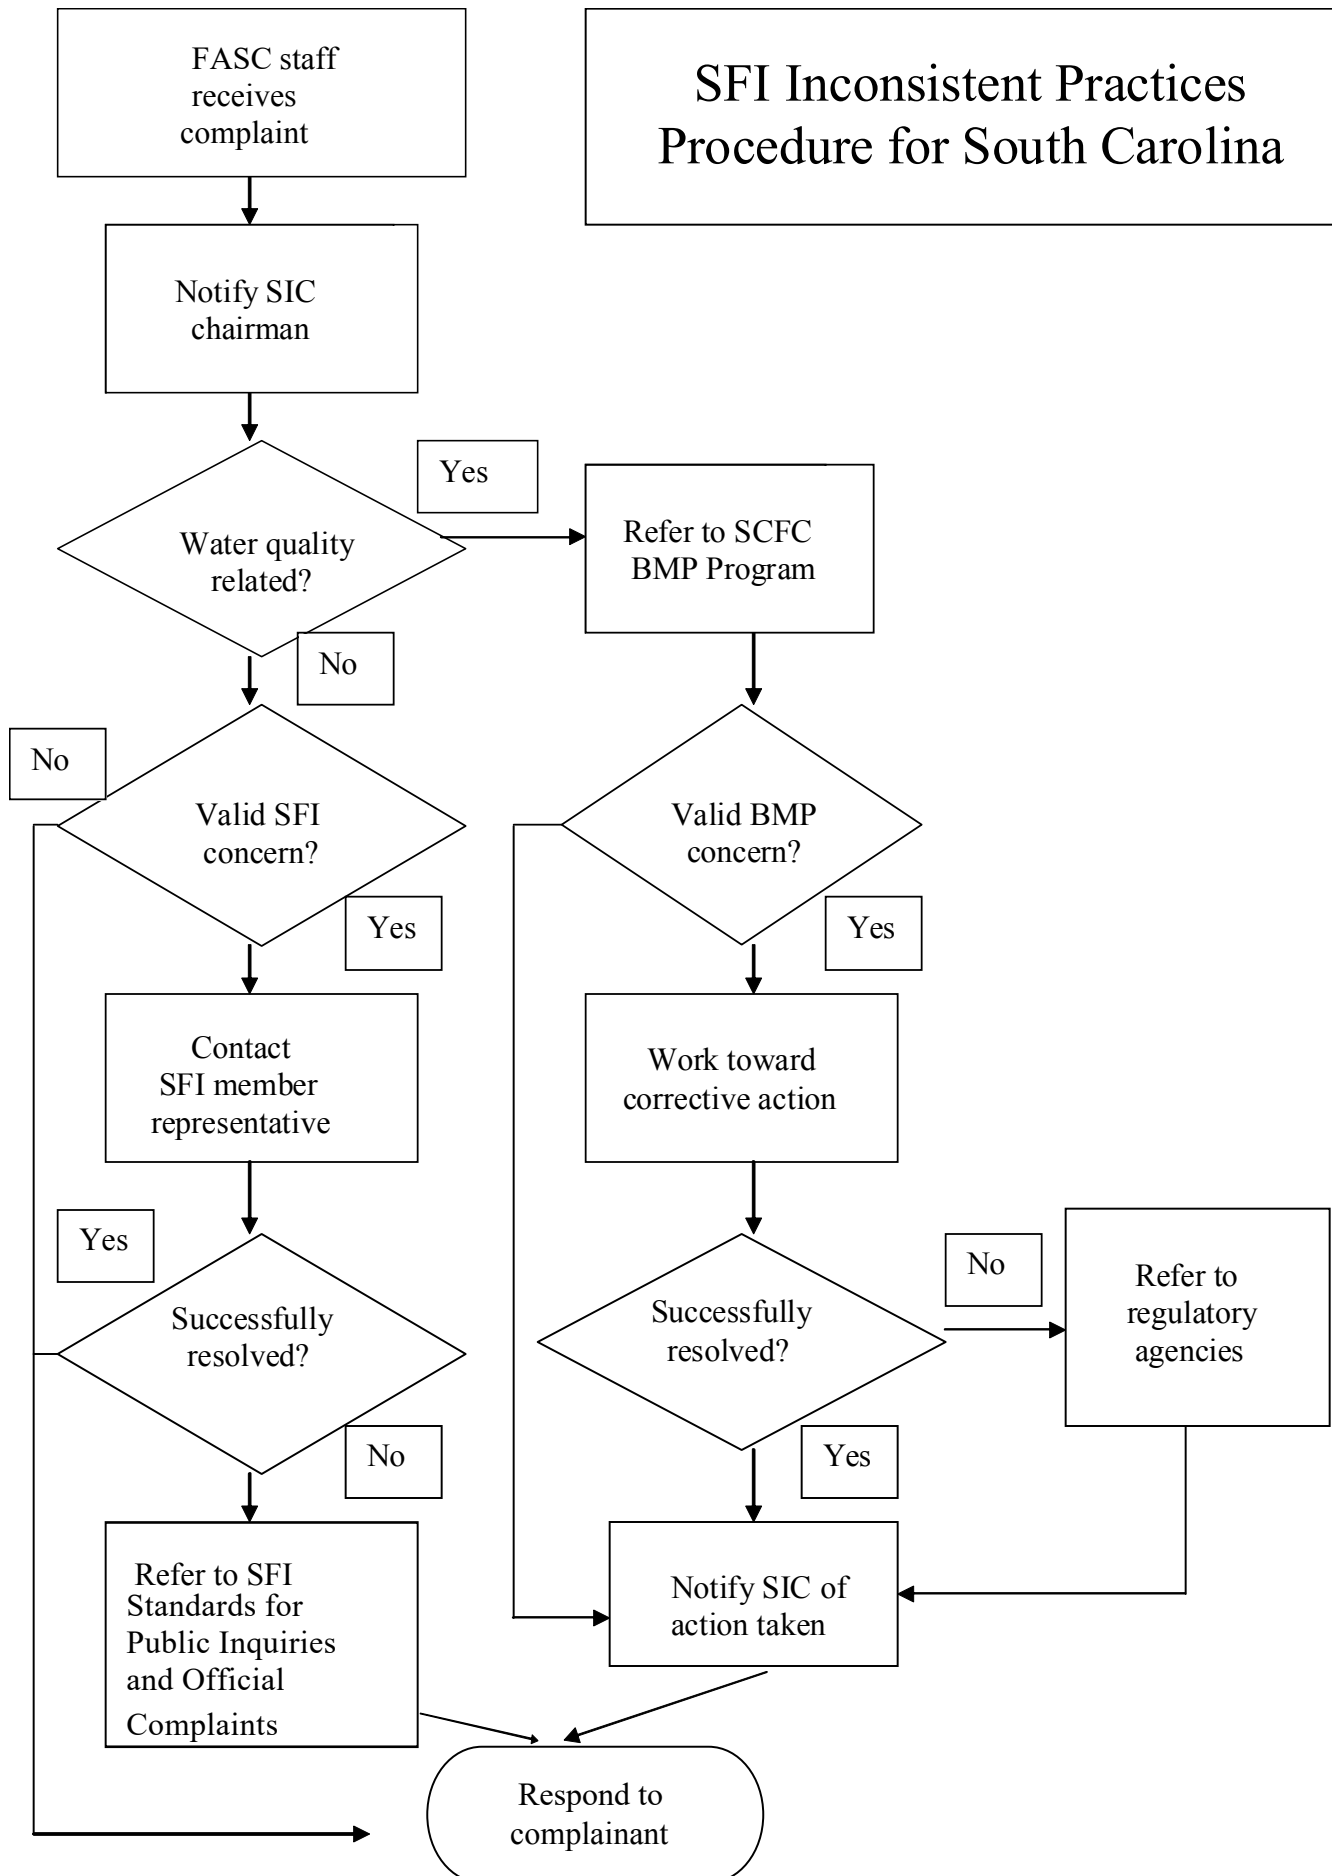 FASC staff
receives
complaint
SFI Inconsistent Practices
Procedure for South Carolina
Notify SIC
chairman
Yes
Water quality
related?
Refer to SCFC
BMP Program
No
No
Valid SFI
concern?
Valid BMP
concern?
Yes
Yes
Contact
SFI member
representative
Work toward
corrective action
Yes
Successfully
resolved?
Successfully
resolved?
No
Refer to
regulatory
agencies
No
Yes
Refer to SFI
Standards for
Public Inquiries
and Official
Complaints
Notify SIC of
action taken
Respond to
complainant